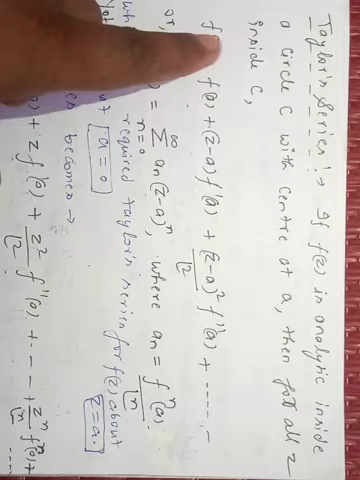 Taylor's Series :→ If f(z) is analytic inside
a circle C with centre at a, then for all z
inside C,
f(z f(a) + (z-a) f'(a) + (z-a)²/⌊2 f''(a) + -----
or, ) = ∞∑n=0 an(z-a)ⁿ, where an = fⁿ(a)/⌊n
required Taylor's series for f(z) about z=a.
a=0
becomes →
) + z f'(0) + z²/⌊2 f''(0) + --- + zⁿ/⌊n fⁿ(0) + ....